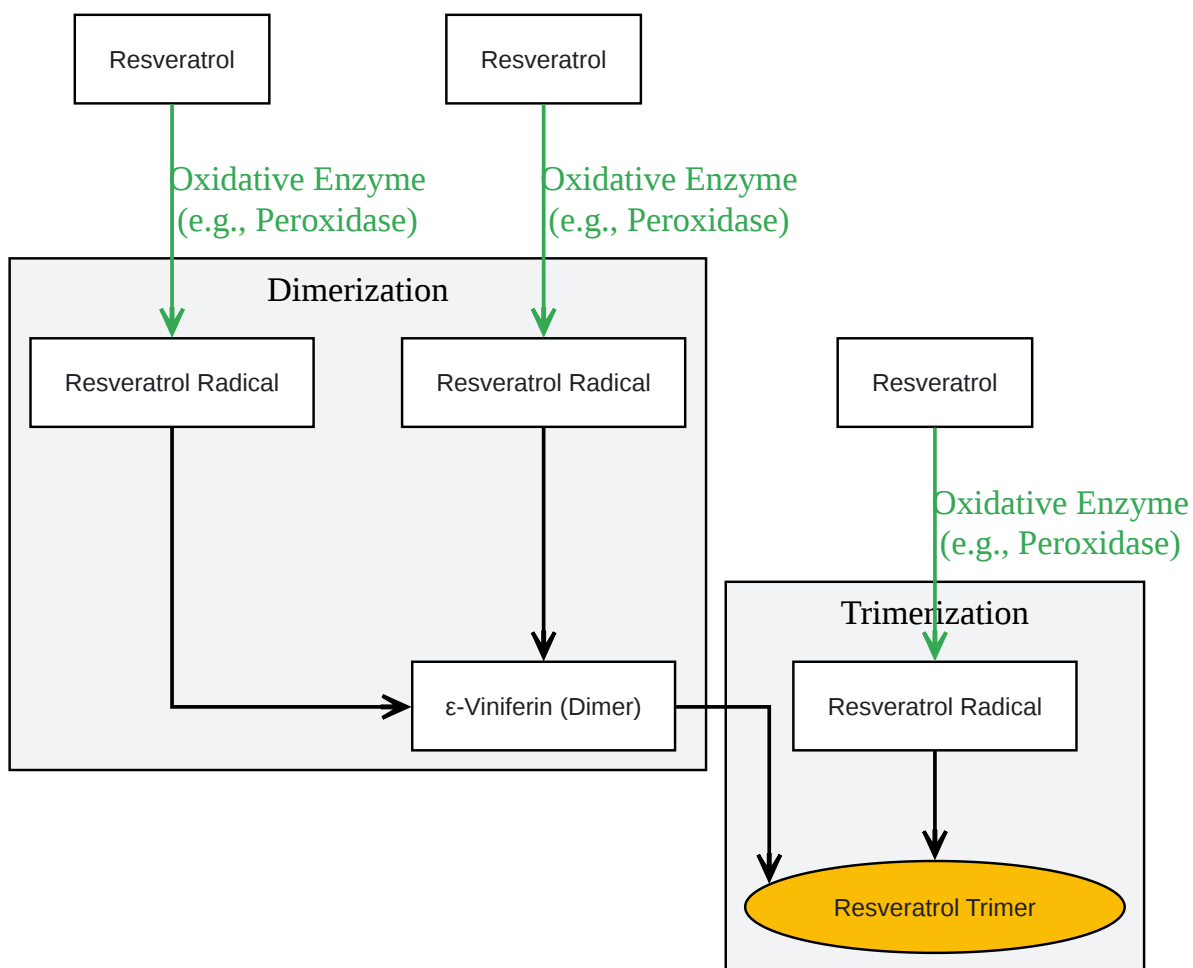 Resveratrol
Resveratrol
Oxidative Enzyme
(e.g., Peroxidase)
Oxidative Enzyme
(e.g., Peroxidase)
Dimerization
Resveratrol Radical
Resveratrol Radical
Resveratrol
Oxidative Enzyme
(e.g., Peroxidase)
Trimerization
ε-Viniferin (Dimer)
Resveratrol Radical
Resveratrol Trimer